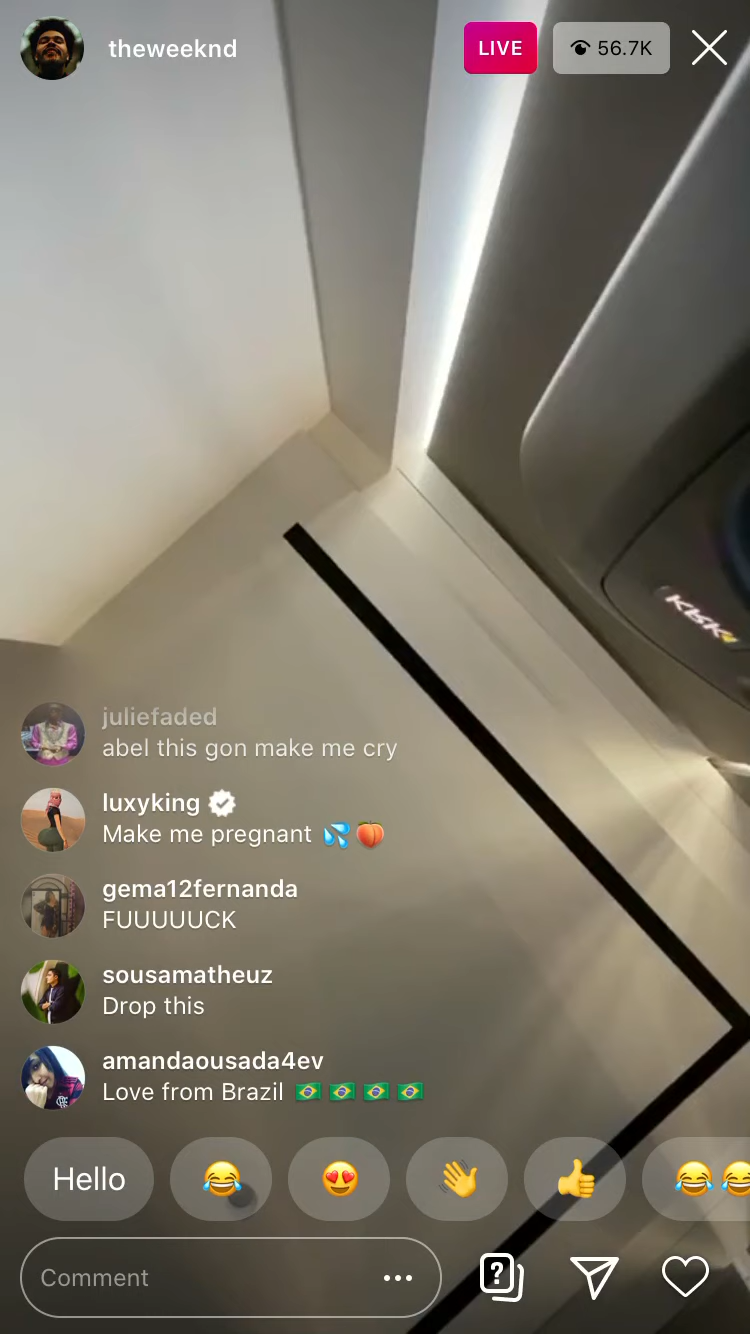 theweeknd
LIVE
56.7K
KRK
juliefaded
abel this gon make me cry
luxyking
Make me pregnant 💦🍑
gema12fernanda
FUUUUUCK
sousamatheuz
Drop this
amandaousada4ev
Love from Brazil 🇧🇷 🇧🇷 🇧🇷 🇧🇷
Hello 😂 😍 👋 👍 😂😂
Comment